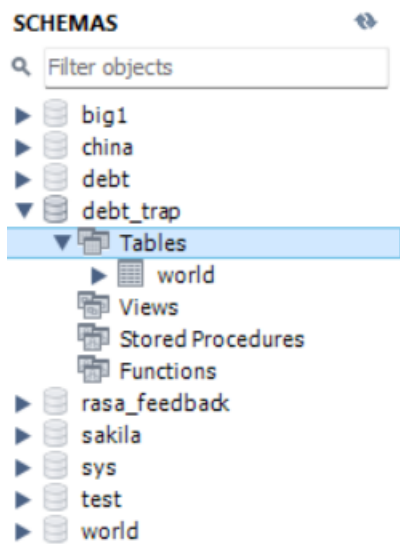 SCHEMAS
Filter objects
big1
china
debt
debt_trap
Tables
world
Views
Stored Procedures
Functions
rasa_feedback
sakila
sys
test
world